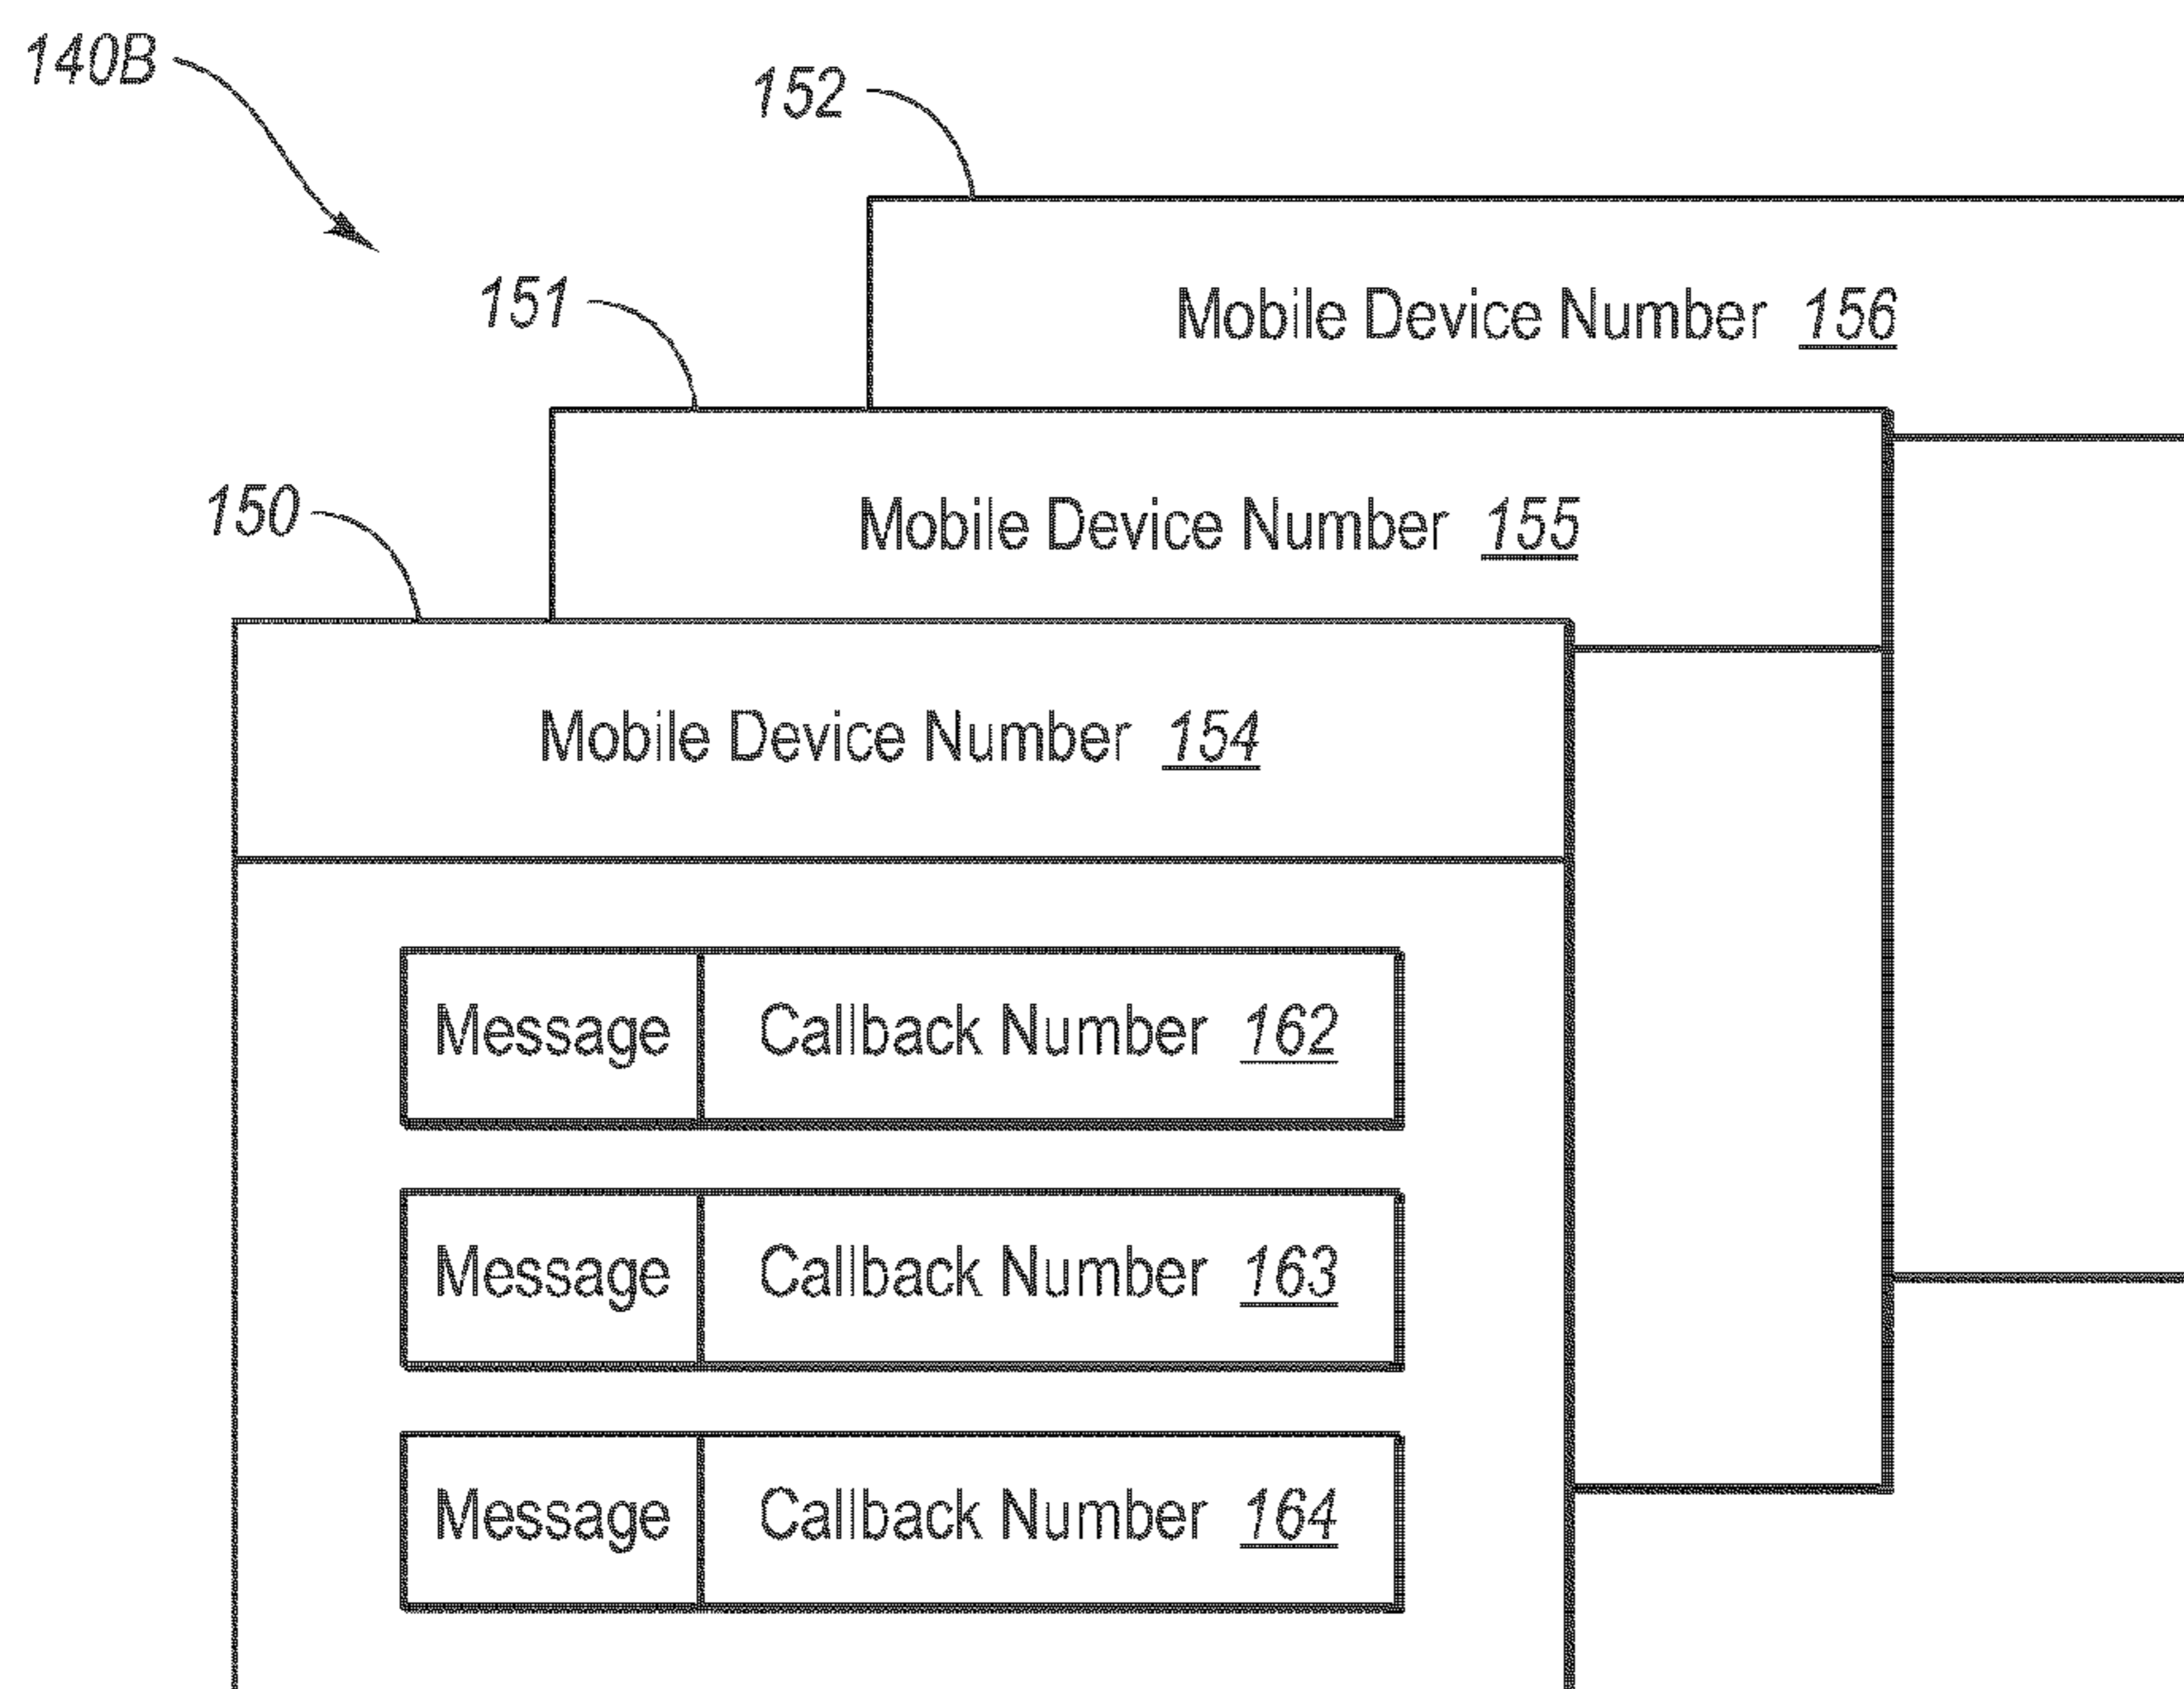 140B
152
Mobile Device Number 156
151
Mobile Device Number 155
150
Mobile Device Number 154
Message Callback Number 162
Message Callback Number 163
Message Callback Number 164